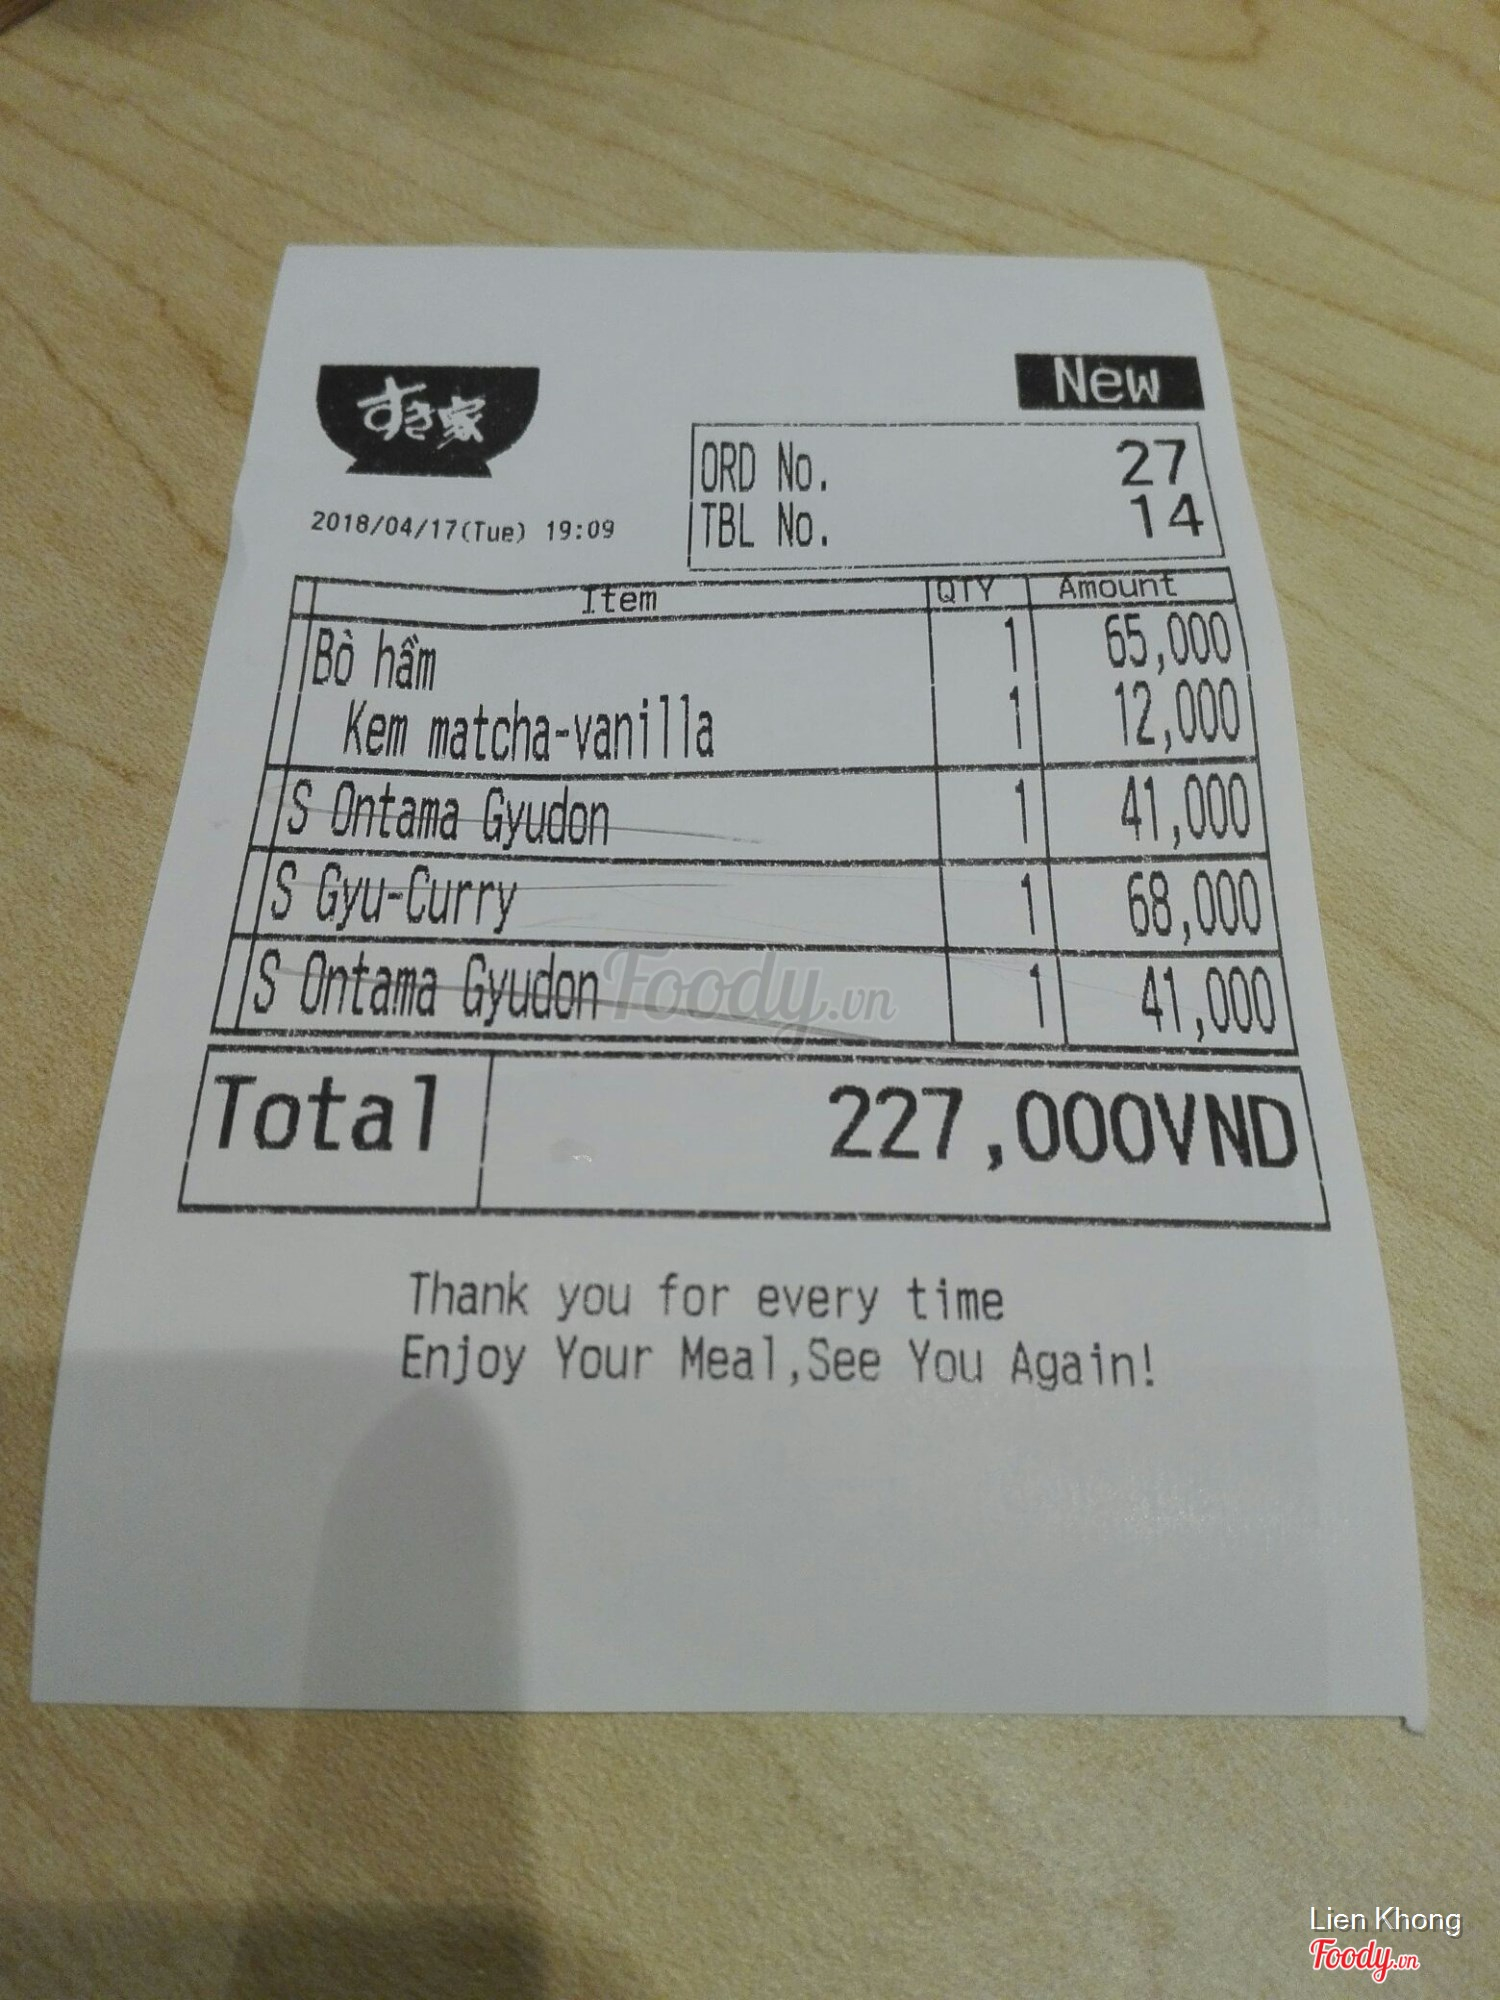 すき家
New
ORD No. 27
TBL No. 14
2018/04/17(Tue) 19:09
Item QTY Amount
Bò hầm 1 65,000
Kem matcha-vanilla 1 12,000
S Ontama Gyudon 1 41,000
S Gyu-Curry 1 68,000
S Ontama Gyudon 1 41,000
Foody.vn
Total 227,000VND
Thank you for every time
Enjoy Your Meal,See You Again!
Lien Khong
Foody.vn